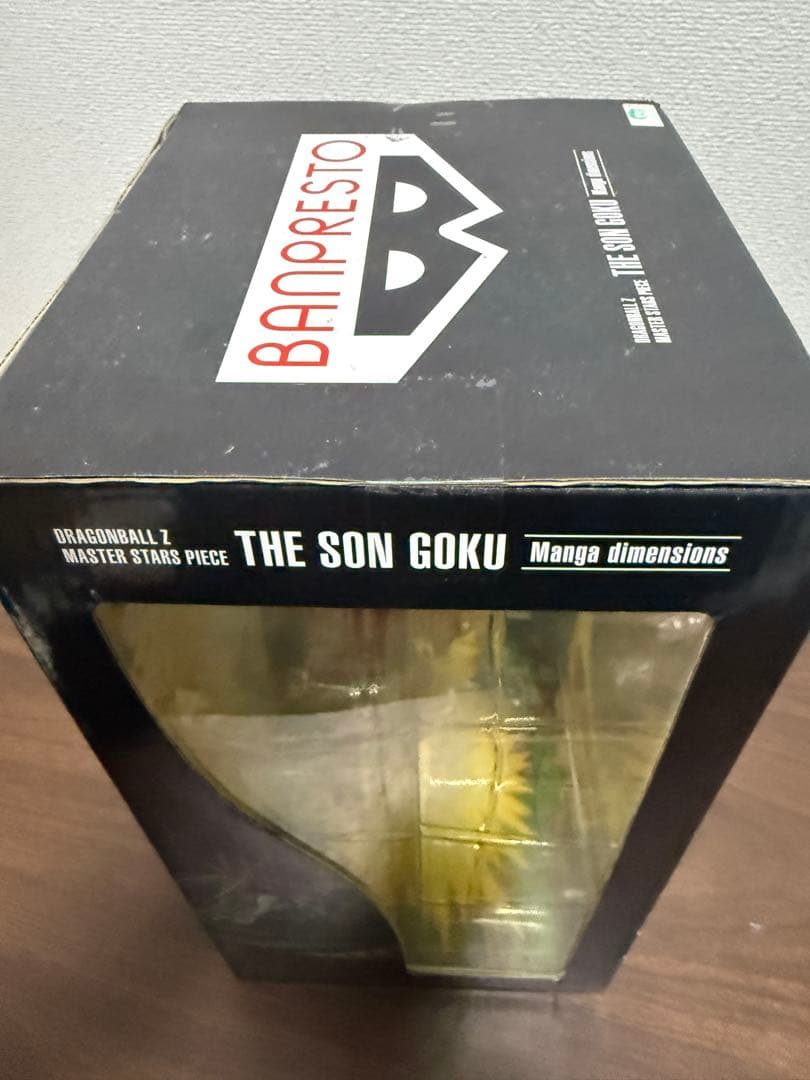 BANPRESTO
DRAGONBALL Z
MASTER STARS PIECE THE SON GOKU Manga dimensions
DRAGONBALL Z
MASTER STARS PIECE THE SON GOKU Manga dimensions